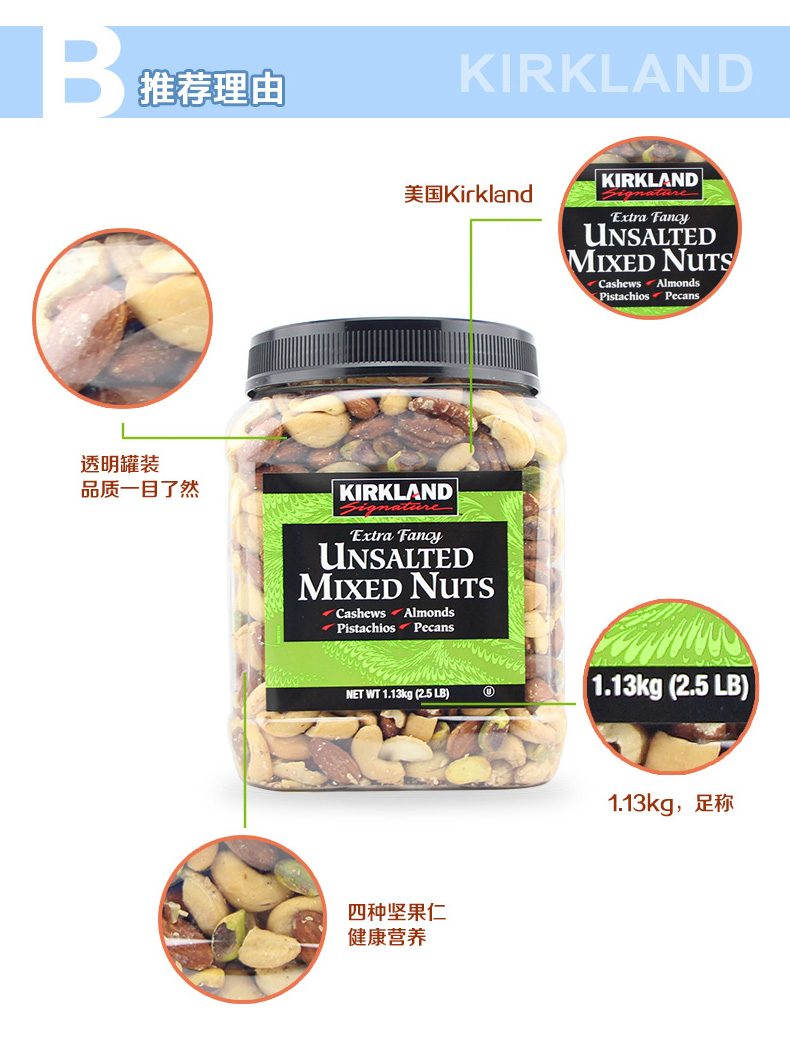 B 推荐理由
KIRKLAND
美国Kirkland
KIRKLAND
Signature
Extra Fancy
UNSALTED
MIXED NUTS
Cashews Almonds
Pistachios Pecans
透明罐装
品质一目了然
KIRKLAND
Signature
Extra Fancy
UNSALTED
MIXED NUTS
Cashews Almonds
Pistachios Pecans
NET WT 1.13kg (2.5 LB)
U
1.13kg (2.5 LB)
1.13kg，足称
四种坚果仁
健康营养